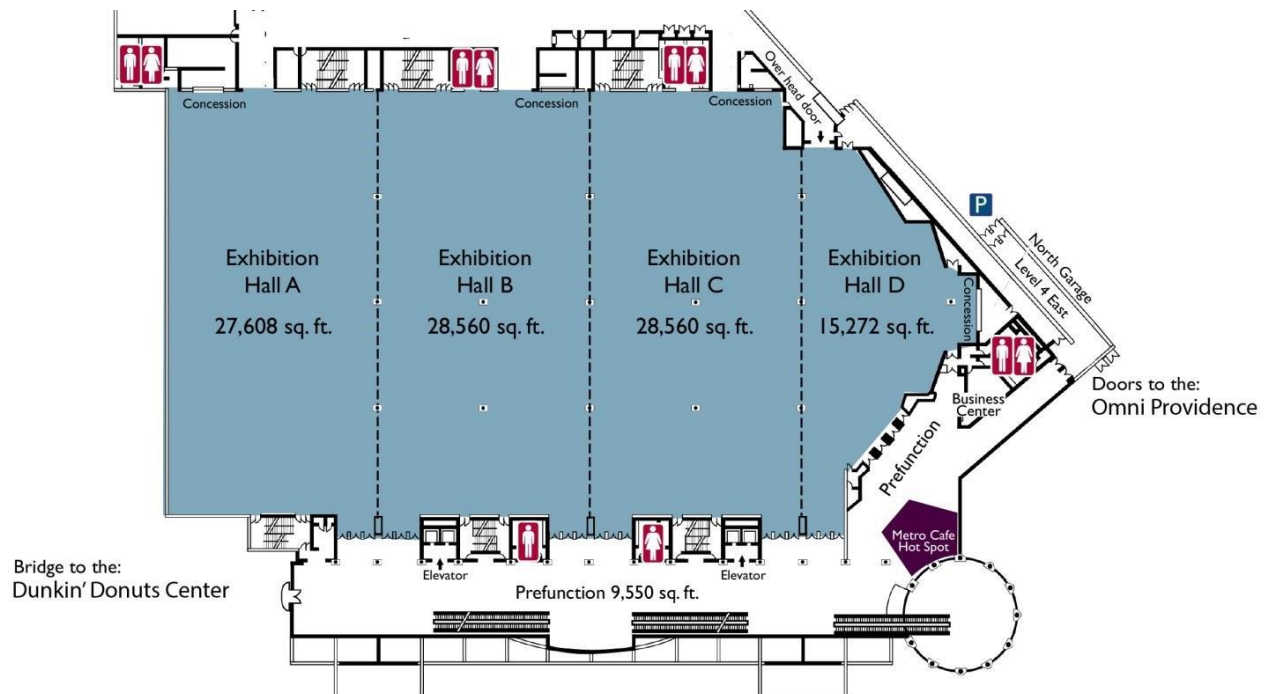 Concession
Concession
Concession
Over head door
P
North Garage
Level 4 East
Exhibition
Hall A
27,608 sq. ft.
Exhibition
Hall B
28,560 sq. ft.
Exhibition
Hall C
28,560 sq. ft.
Exhibition
Hall D
15,272 sq. ft.
Concession
Business
Center
Doors to the:
Omni Providence
Prefunction
Metro Cafe
Hot Spot
Bridge to the:
Dunkin' Donuts Center
Elevator
Elevator
Prefunction 9,550 sq. ft.